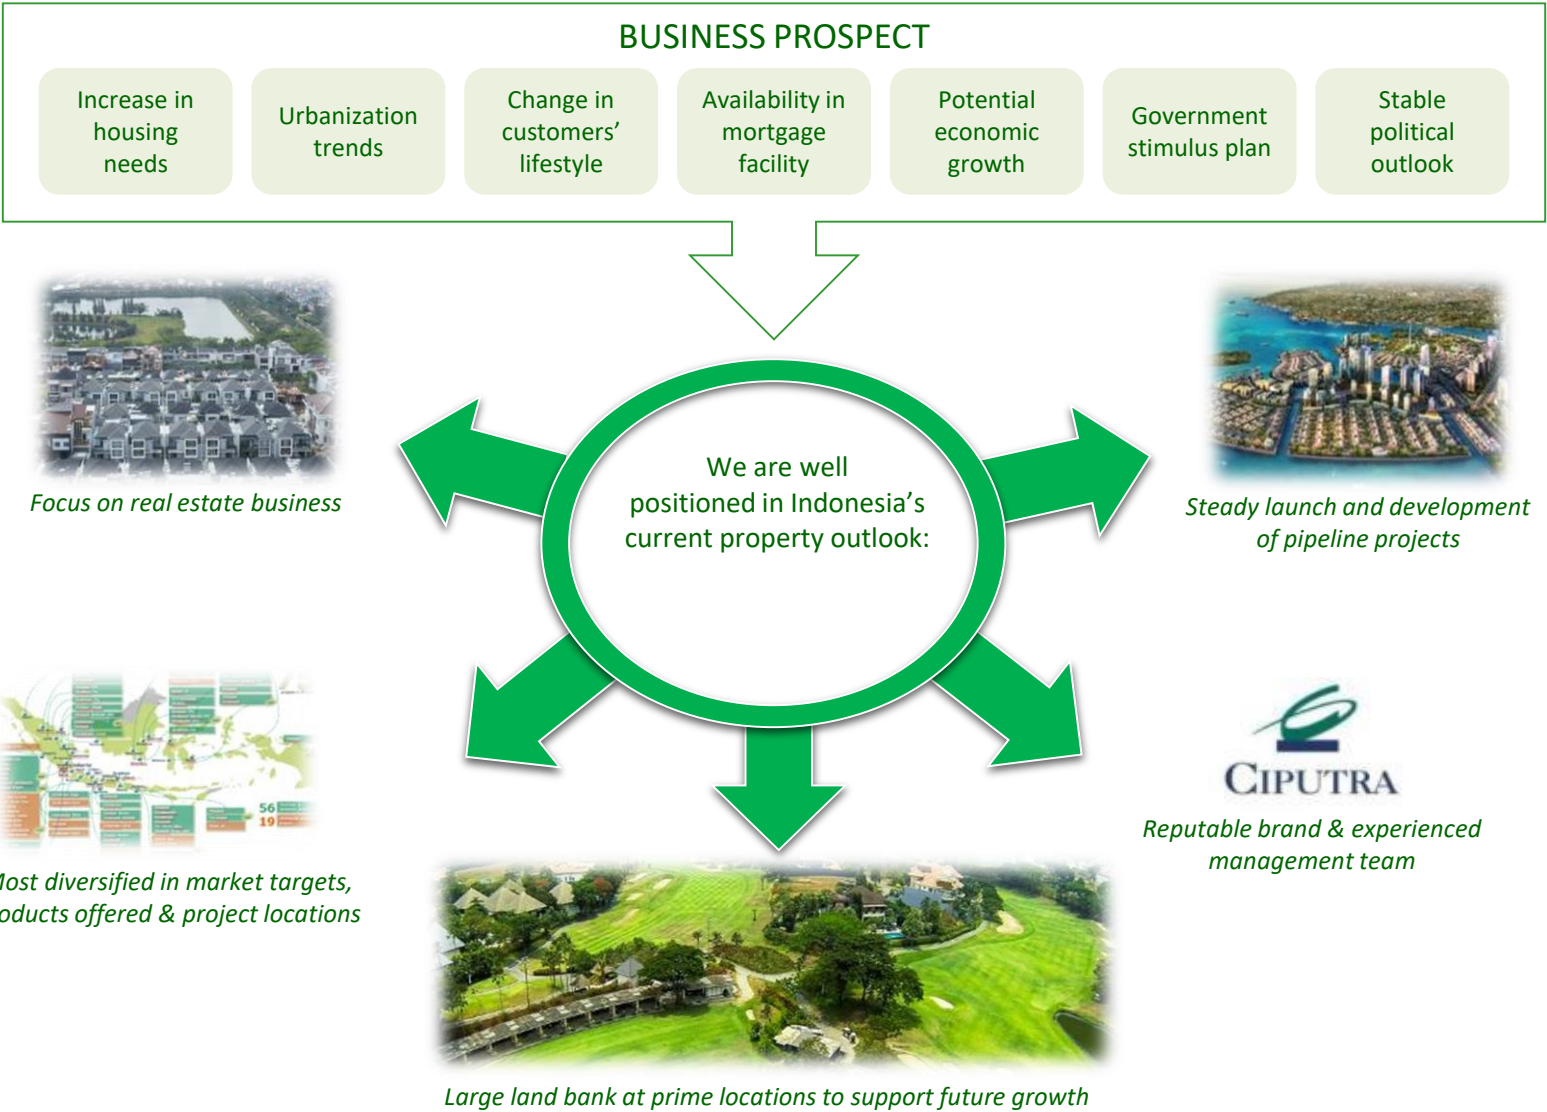 BUSINESS PROSPECT
Increase in
housing
needs
Urbanization
trends
Change in
customers’
lifestyle
Availability in
mortgage
facility
Potential
economic
growth
Government
stimulus plan
Stable
political
outlook
We are well
positioned in Indonesia’s
current property outlook:
Focus on real estate business
Steady launch and development
of pipeline projects
56
19
Most diversified in market targets,
oducts offered & project locations
CIPUTRA
Reputable brand & experienced
management team
Large land bank at prime locations to support future growth